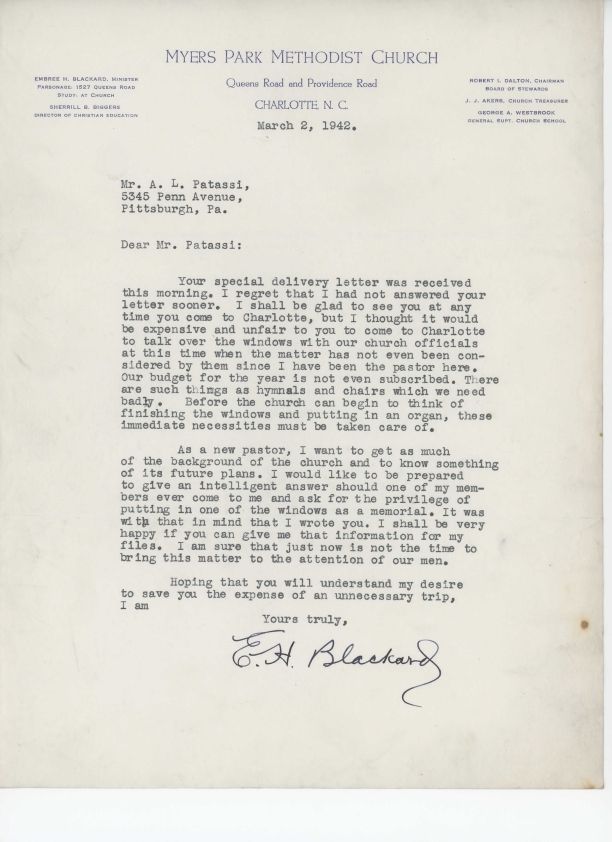 MYERS PARK METHODIST CHURCH
EMBREE H. BLACKARD, MINISTER
PARSONAGE: 1527 QUEENS ROAD
STUDY: AT CHURCH
SHERRILL B. BIGGERS
DIRECTOR OF CHRISTIAN EDUCATION
Queens Road and Providence Road
CHARLOTTE, N. C.
ROBERT I. DALTON, CHAIRMAN
BOARD OF STEWARDS
J. J. AKERS, CHURCH TREASURER
GEORGE A. WESTBROOK
GENERAL SUPT. CHURCH SCHOOL
March 2, 1942.
Mr. A. L. Patassi,
5345 Penn Avenue,
Pittsburgh, Pa.
Dear Mr. Patassi:
Your special delivery letter was received
this morning. I regret that I had not answered your
letter sooner. I shall be glad to see you at any
time you come to Charlotte, but I thought it would
be expensive and unfair to you to come to Charlotte
to talk over the windows with our church officials
at this time when the matter has not even been con-
sidered by them since I have been the pastor here.
Our budget for the year is not even subscribed. There
are such things as hymnals and chairs which we need
badly. Before the church can begin to think of
finishing the windows and putting in an organ, these
immediate necessities must be taken care of.
As a new pastor, I want to get as much
of the background of the church and to know something
of its future plans. I would like to be prepared
to give an intelligent answer should one of my mem-
bers ever come to me and ask for the privilege of
putting in one of the windows as a memorial. It was
with that in mind that I wrote you. I shall be very
happy if you can give me that information for my
files. I am sure that just now is not the time to
bring this matter to the attention of our men.
Hoping that you will understand my desire
to save you the expense of an unnecessary trip,
I am
Yours truly,
E. H. Blackard